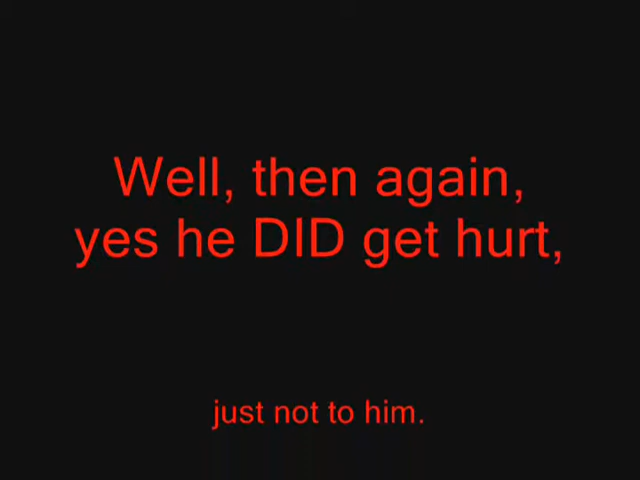 Well, then again,
yes he DID get hurt,
just not to him.